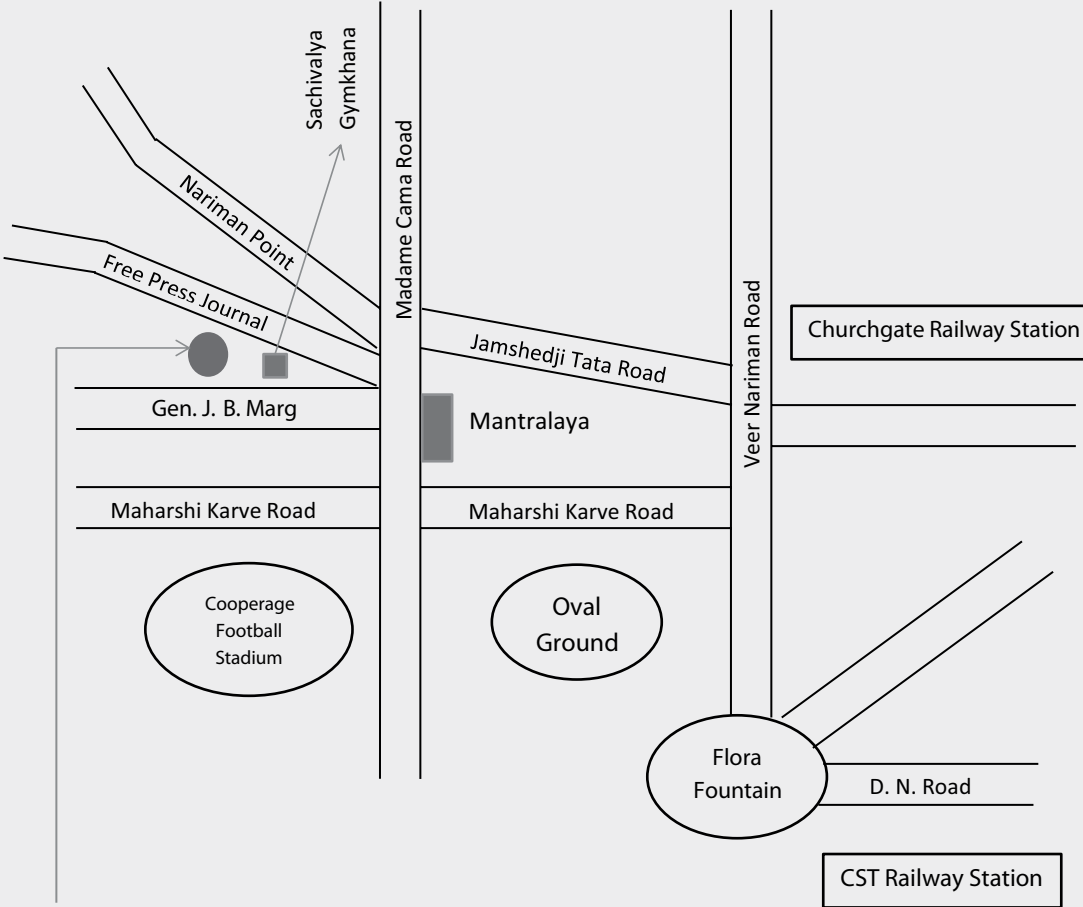 Sachivalya
Gymkhana
Madame Cama Road
Nariman Point
Free Press Journal
Veer Nariman Road
Churchgate Railway Station
Jamshedji Tata Road
Gen. J. B. Marg
Mantralaya
Maharshi Karve Road
Maharshi Karve Road
Cooperage
Football
Stadium
Oval
Ground
Flora
Fountain
D. N. Road
CST Railway Station